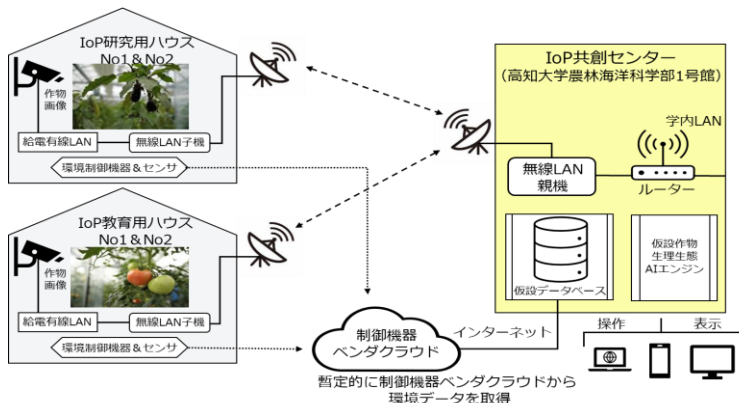 IoP研究用ハウス
No1＆No2
作物
画像
給電有線LAN
無線LAN子機
環境制御機器＆センサ
IoP教育用ハウス
No1＆No2
作物
画像
給電有線LAN
無線LAN子機
環境制御機器＆センサ
IoP共創センター
（高知大学農林海洋科学部1号館）
学内LAN
無線LAN
親機
ルーター
仮設データベース
仮設作物
生理生態
AIエンジン
制御機器
ベンダクラウド
インターネット
操作
表示
暫定的に制御機器ベンダクラウドから
環境データを取得